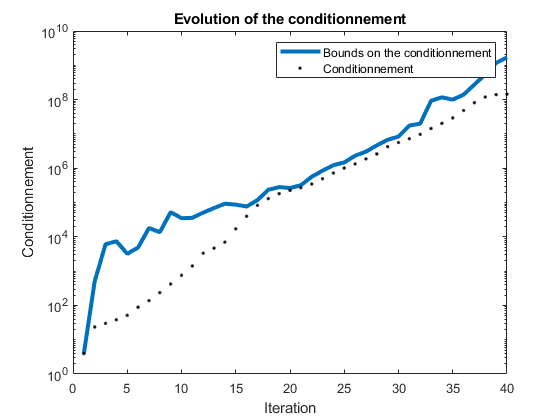 Evolution of the conditionnement
10^10
10^8
10^6
10^4
10^2
10^0
Conditionnement
Bounds on the conditionnement
Conditionnement
0 5 10 15 20 25 30 35 40
Iteration